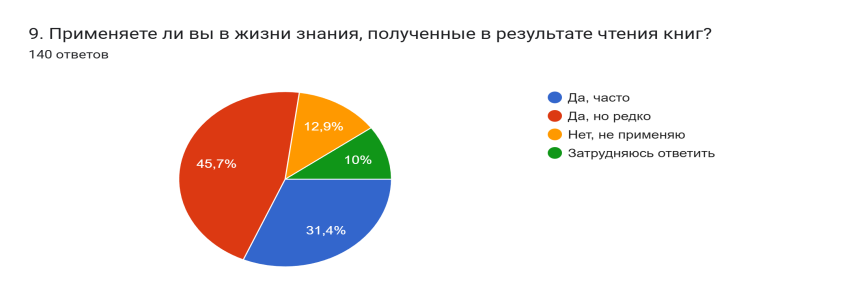 9. Применяете ли вы в жизни знания, полученные в результате чтения книг?
140 ответов
Да, часто
Да, но редко
Нет, не применяю
Затрудняюсь ответить
12,9%
10%
45,7%
31,4%